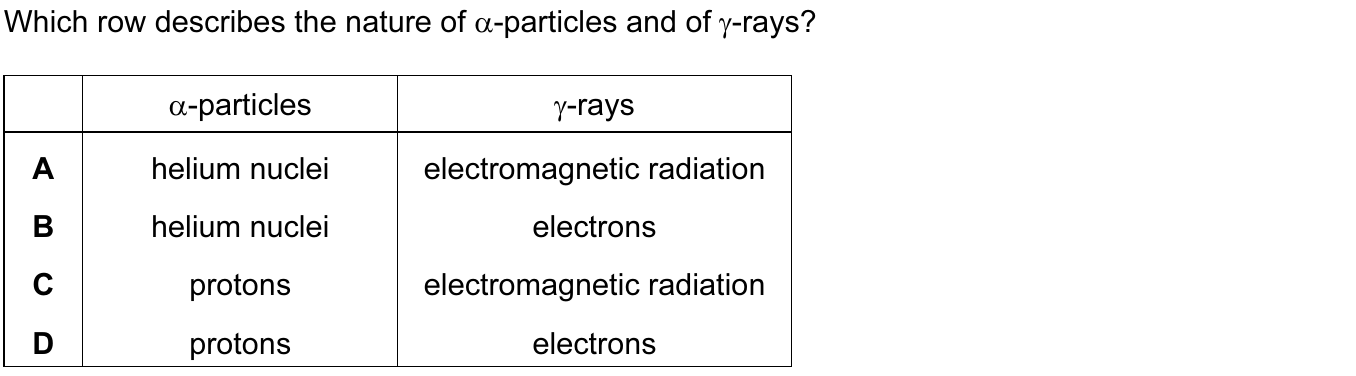 Which row describes the nature of α-particles and of γ-rays?
α-particles γ-rays
A helium nuclei electromagnetic radiation
B helium nuclei electrons
C protons electromagnetic radiation
D protons electrons